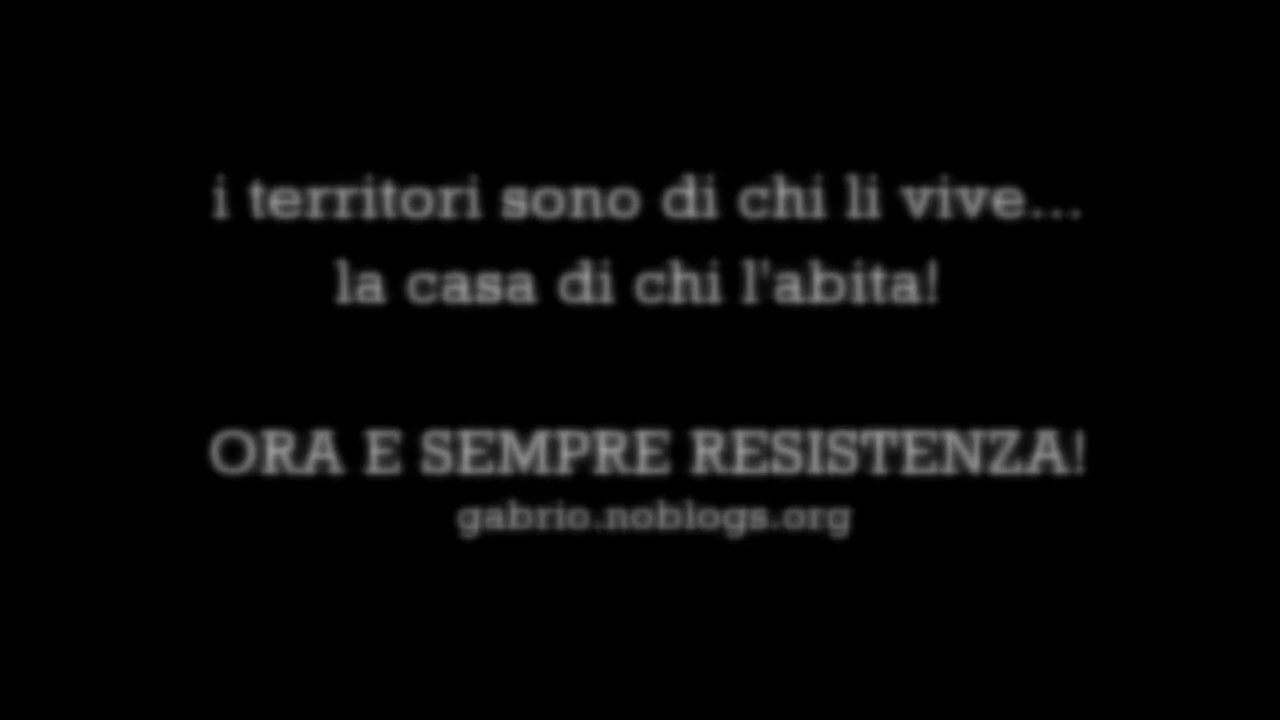 i territori sono di chi li vive...
la casa di chi l'abita!
ORA E SEMPRE RESISTENZA!
gabrio.noblogs.org